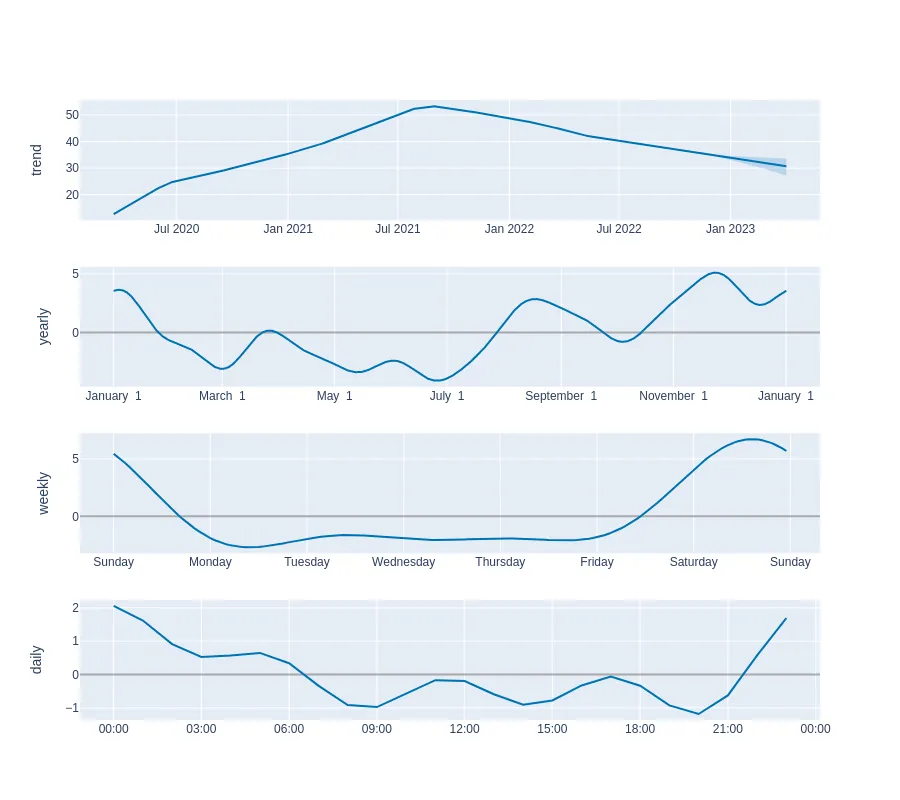 trend
50
40
30
20
Jul 2020 Jan 2021 Jul 2021 Jan 2022 Jul 2022 Jan 2023
yearly
5
0
January 1 March 1 May 1 July 1 September 1 November 1 January 1
weekly
5
0
Sunday Monday Tuesday Wednesday Thursday Friday Saturday Sunday
daily
2
1
0
−1
00:00 03:00 06:00 09:00 12:00 15:00 18:00 21:00 00:00